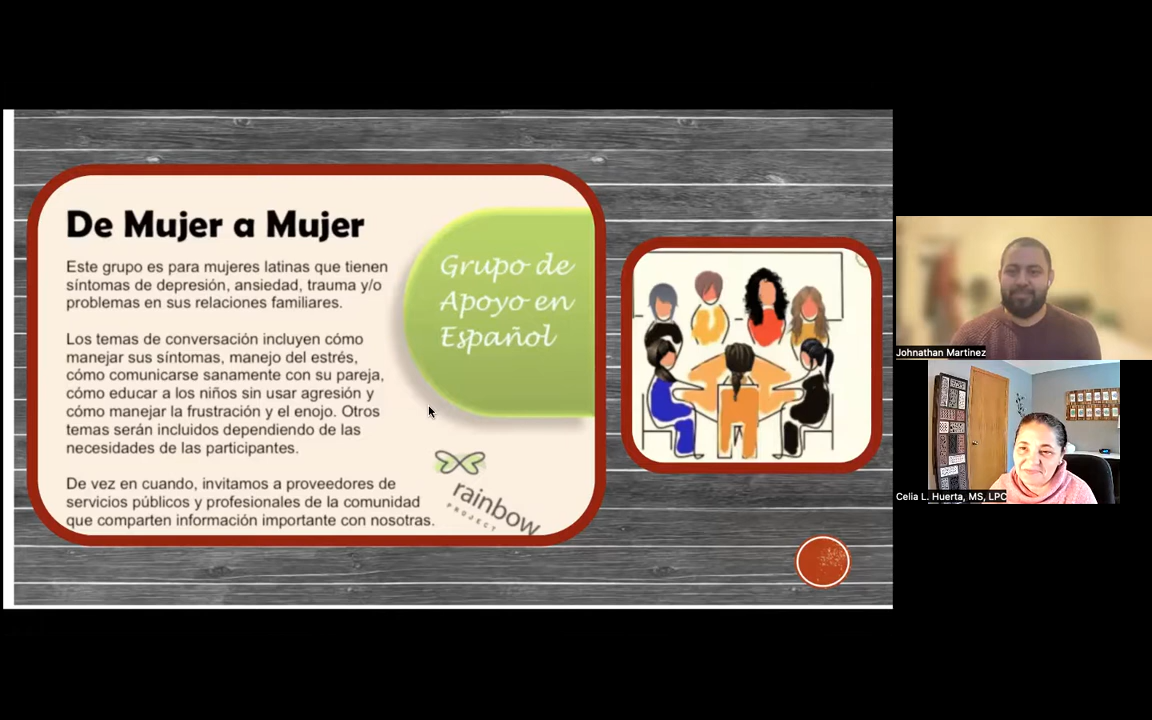 De Mujer a Mujer
Este grupo es para mujeres latinas que tienen
síntomas de depresión, ansiedad, trauma y/o
problemas en sus relaciones familiares.
Los temas de conversación incluyen cómo
manejar sus síntomas, manejo del estrés,
cómo comunicarse sanamente con su pareja,
cómo educar a los niños sin usar agresión y
cómo manejar la frustración y el enojo. Otros
temas serán incluidos dependiendo de las
necesidades de las participantes.
De vez en cuando, invitamos a proveedores de
servicios públicos y profesionales de la comunidad
que comparten información importante con nosotras.
Grupo de
Apoyo en
Español
rainbow
PROJECT
Johnathan Martinez
Celia L. Huerta, MS, LPC